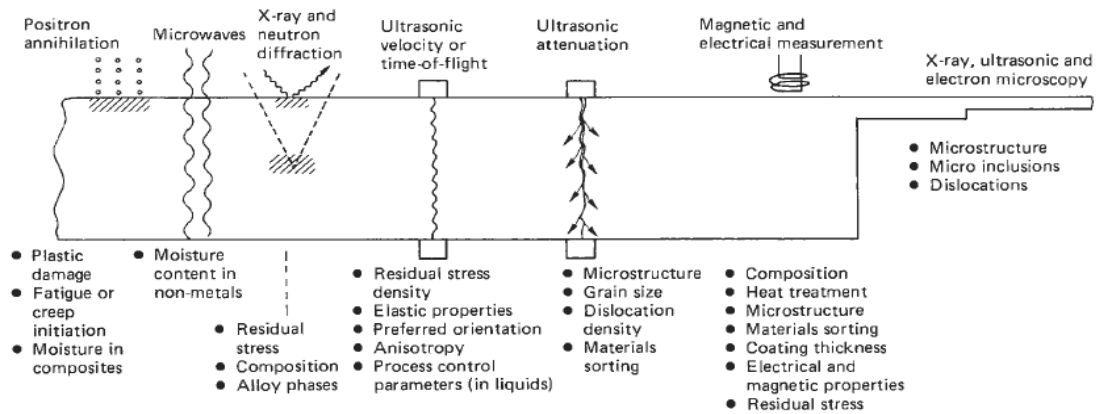 Positron
annihilation
Microwaves
X-ray and
neutron
diffraction
Ultrasonic
velocity or
time-of-flight
Ultrasonic
attenuation
Magnetic and
electrical measurement
X-ray, ultrasonic and
electron microscopy
● Microstructure
● Micro inclusions
● Dislocations
● Plastic
damage
● Fatigue or
creep
initiation
● Moisture in
composites
● Moisture
content in
non-metals
● Residual
stress
● Composition
● Alloy phases
● Residual stress
density
● Elastic properties
● Preferred orientation
● Anisotropy
● Process control
parameters (in liquids)
● Microstructure
● Grain size
● Dislocation
density
● Materials
sorting
● Composition
● Heat treatment
● Microstructure
● Materials sorting
● Coating thickness
● Electrical and
magnetic properties
● Residual stress